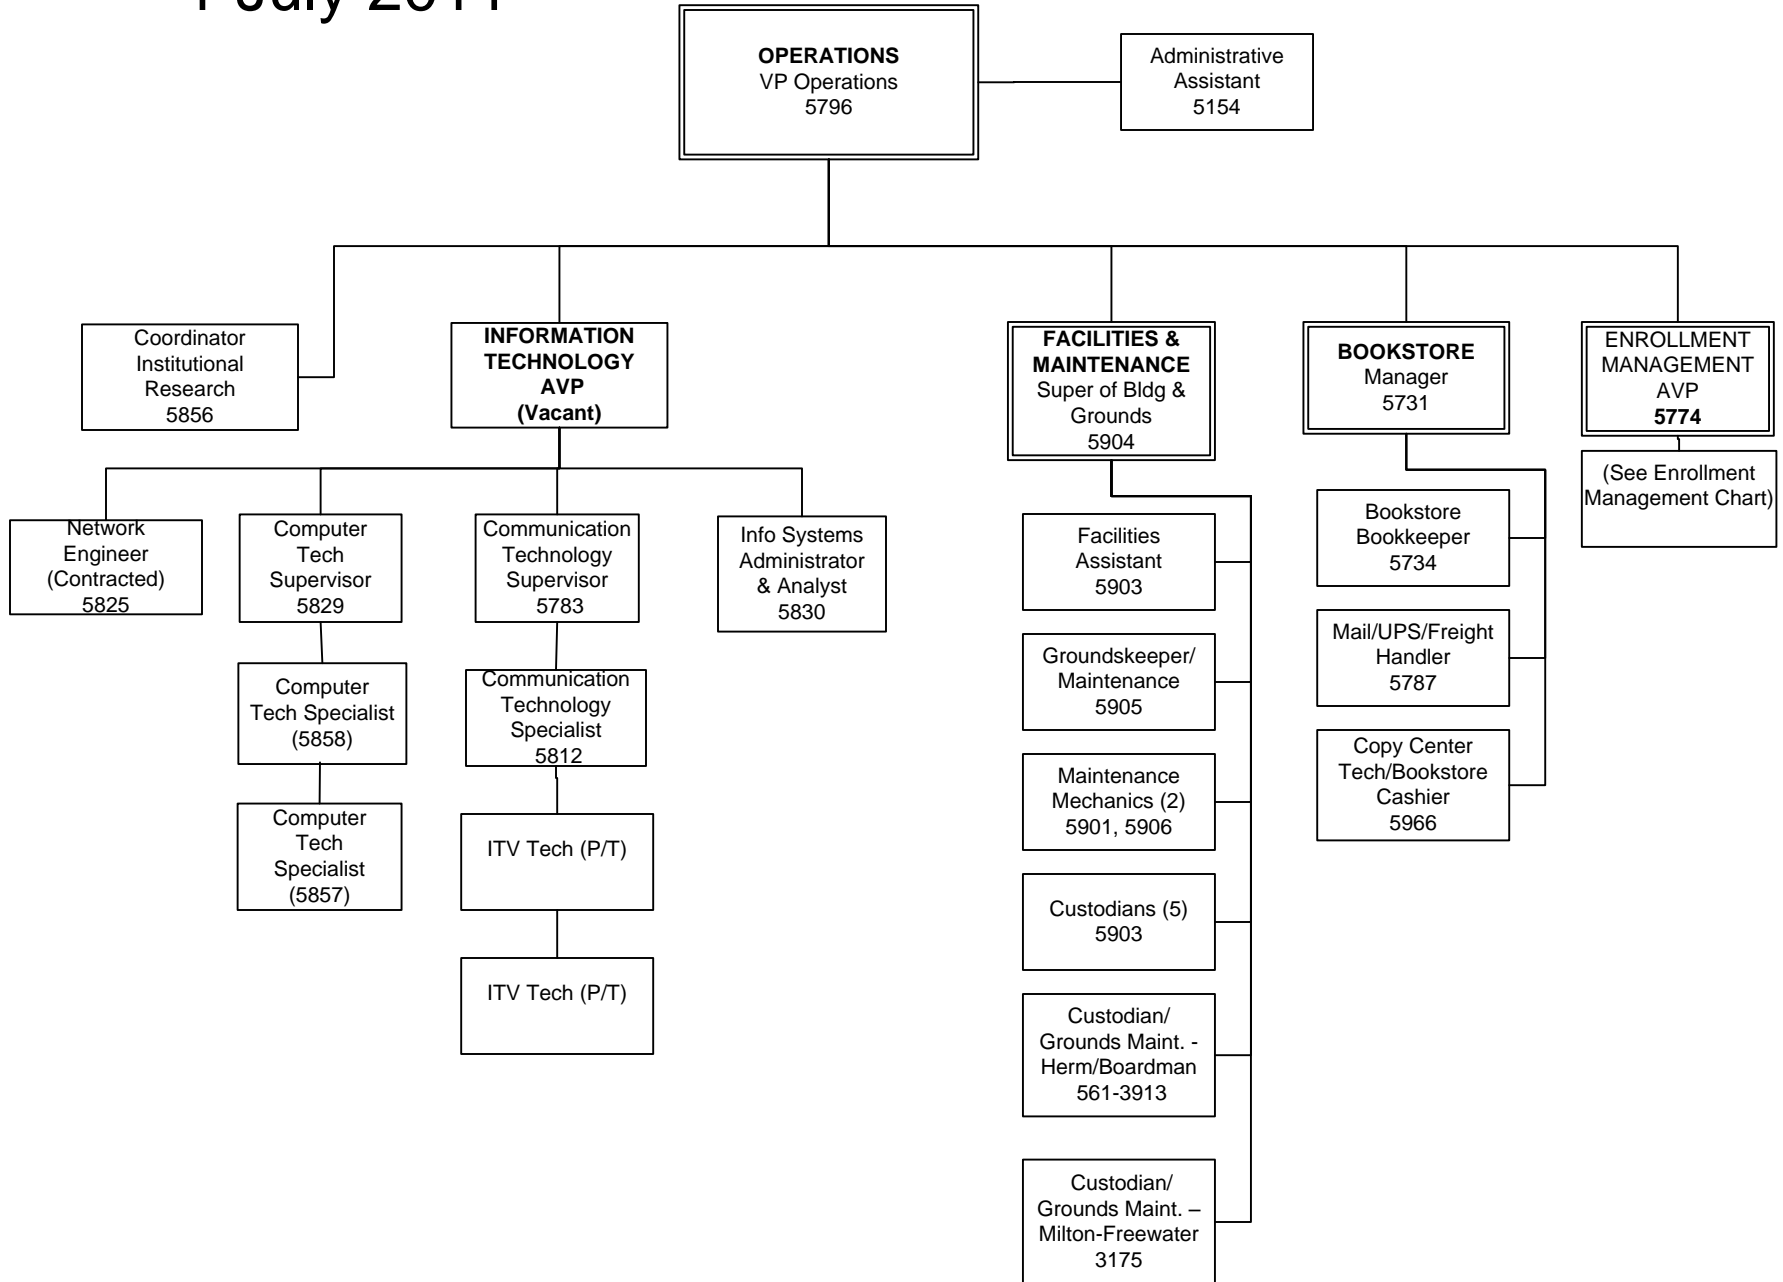 1 July 2011
OPERATIONS
VP Operations
5796
Administrative
Assistant
5154
Coordinator
Institutional
Research
5856
INFORMATION
TECHNOLOGY
AVP
(Vacant)
FACILITIES &
MAINTENANCE
Super of Bldg &
Grounds
5904
BOOKSTORE
Manager
5731
ENROLLMENT
MANAGEMENT
AVP
5774
(See Enrollment
Management Chart)
Network
Engineer
(Contracted)
5825
Computer
Tech
Supervisor
5829
Communication
Technology
Supervisor
5783
Info Systems
Administrator
& Analyst
5830
Computer
Tech Specialist
(5858)
Communication
Technology
Specialist
5812
Computer
Tech
Specialist
(5857)
ITV Tech (P/T)
ITV Tech (P/T)
Facilities
Assistant
5903
Groundskeeper/
Maintenance
5905
Maintenance
Mechanics (2)
5901, 5906
Custodians (5)
5903
Custodian/
Grounds Maint. -
Herm/Boardman
561-3913
Custodian/
Grounds Maint. –
Milton-Freewater
3175
Bookstore
Bookkeeper
5734
Mail/UPS/Freight
Handler
5787
Copy Center
Tech/Bookstore
Cashier
5966